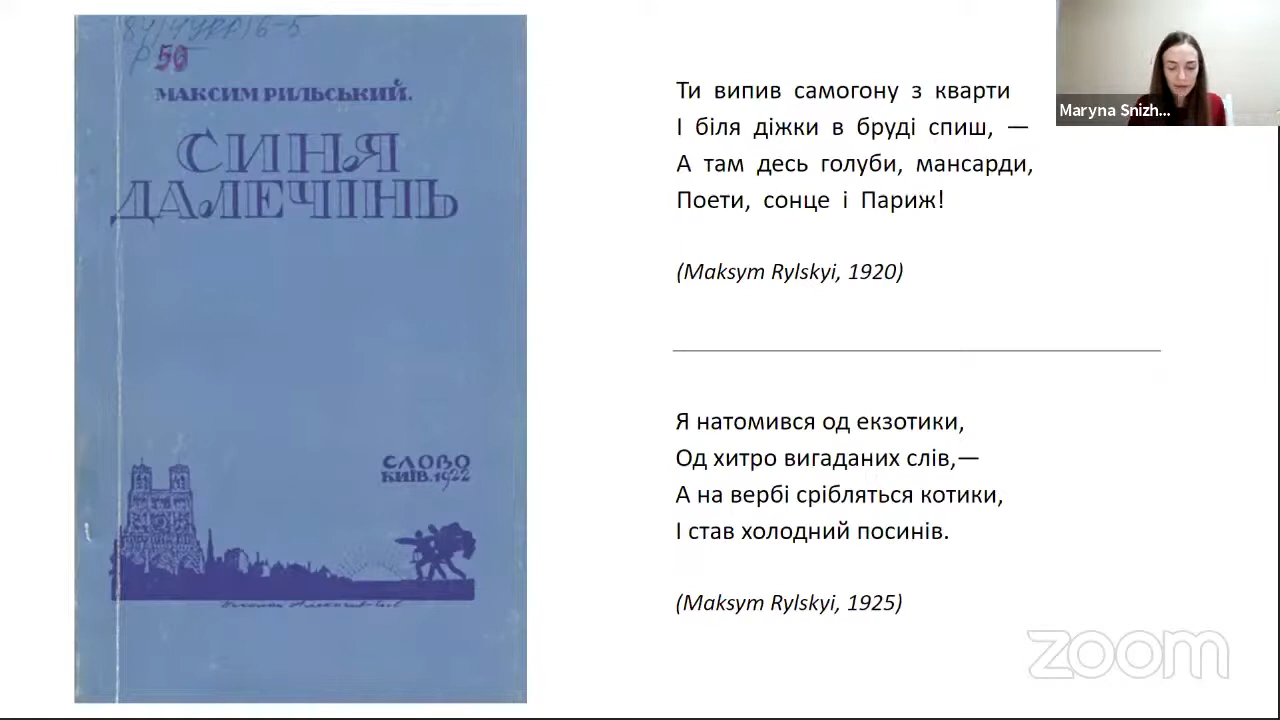 50
МАКСИМ РИЛЬСЬКИЙ.
СИНЯ
ДАЛЕЧІНЬ
СЛОВО
КИЇВ.1922
Ти випив самогону з кварти
І біля діжки в бруді спиш, —
А там десь голуби, мансарди,
Поети, сонце і Париж!
(Maksym Rylskyi, 1920)
Я натомився од екзотики,
Од хитро вигаданих слів,—
А на вербі срібляться котики,
І став холодний посинів.
(Maksym Rylskyi, 1925)
Maryna Snizh...
zoom